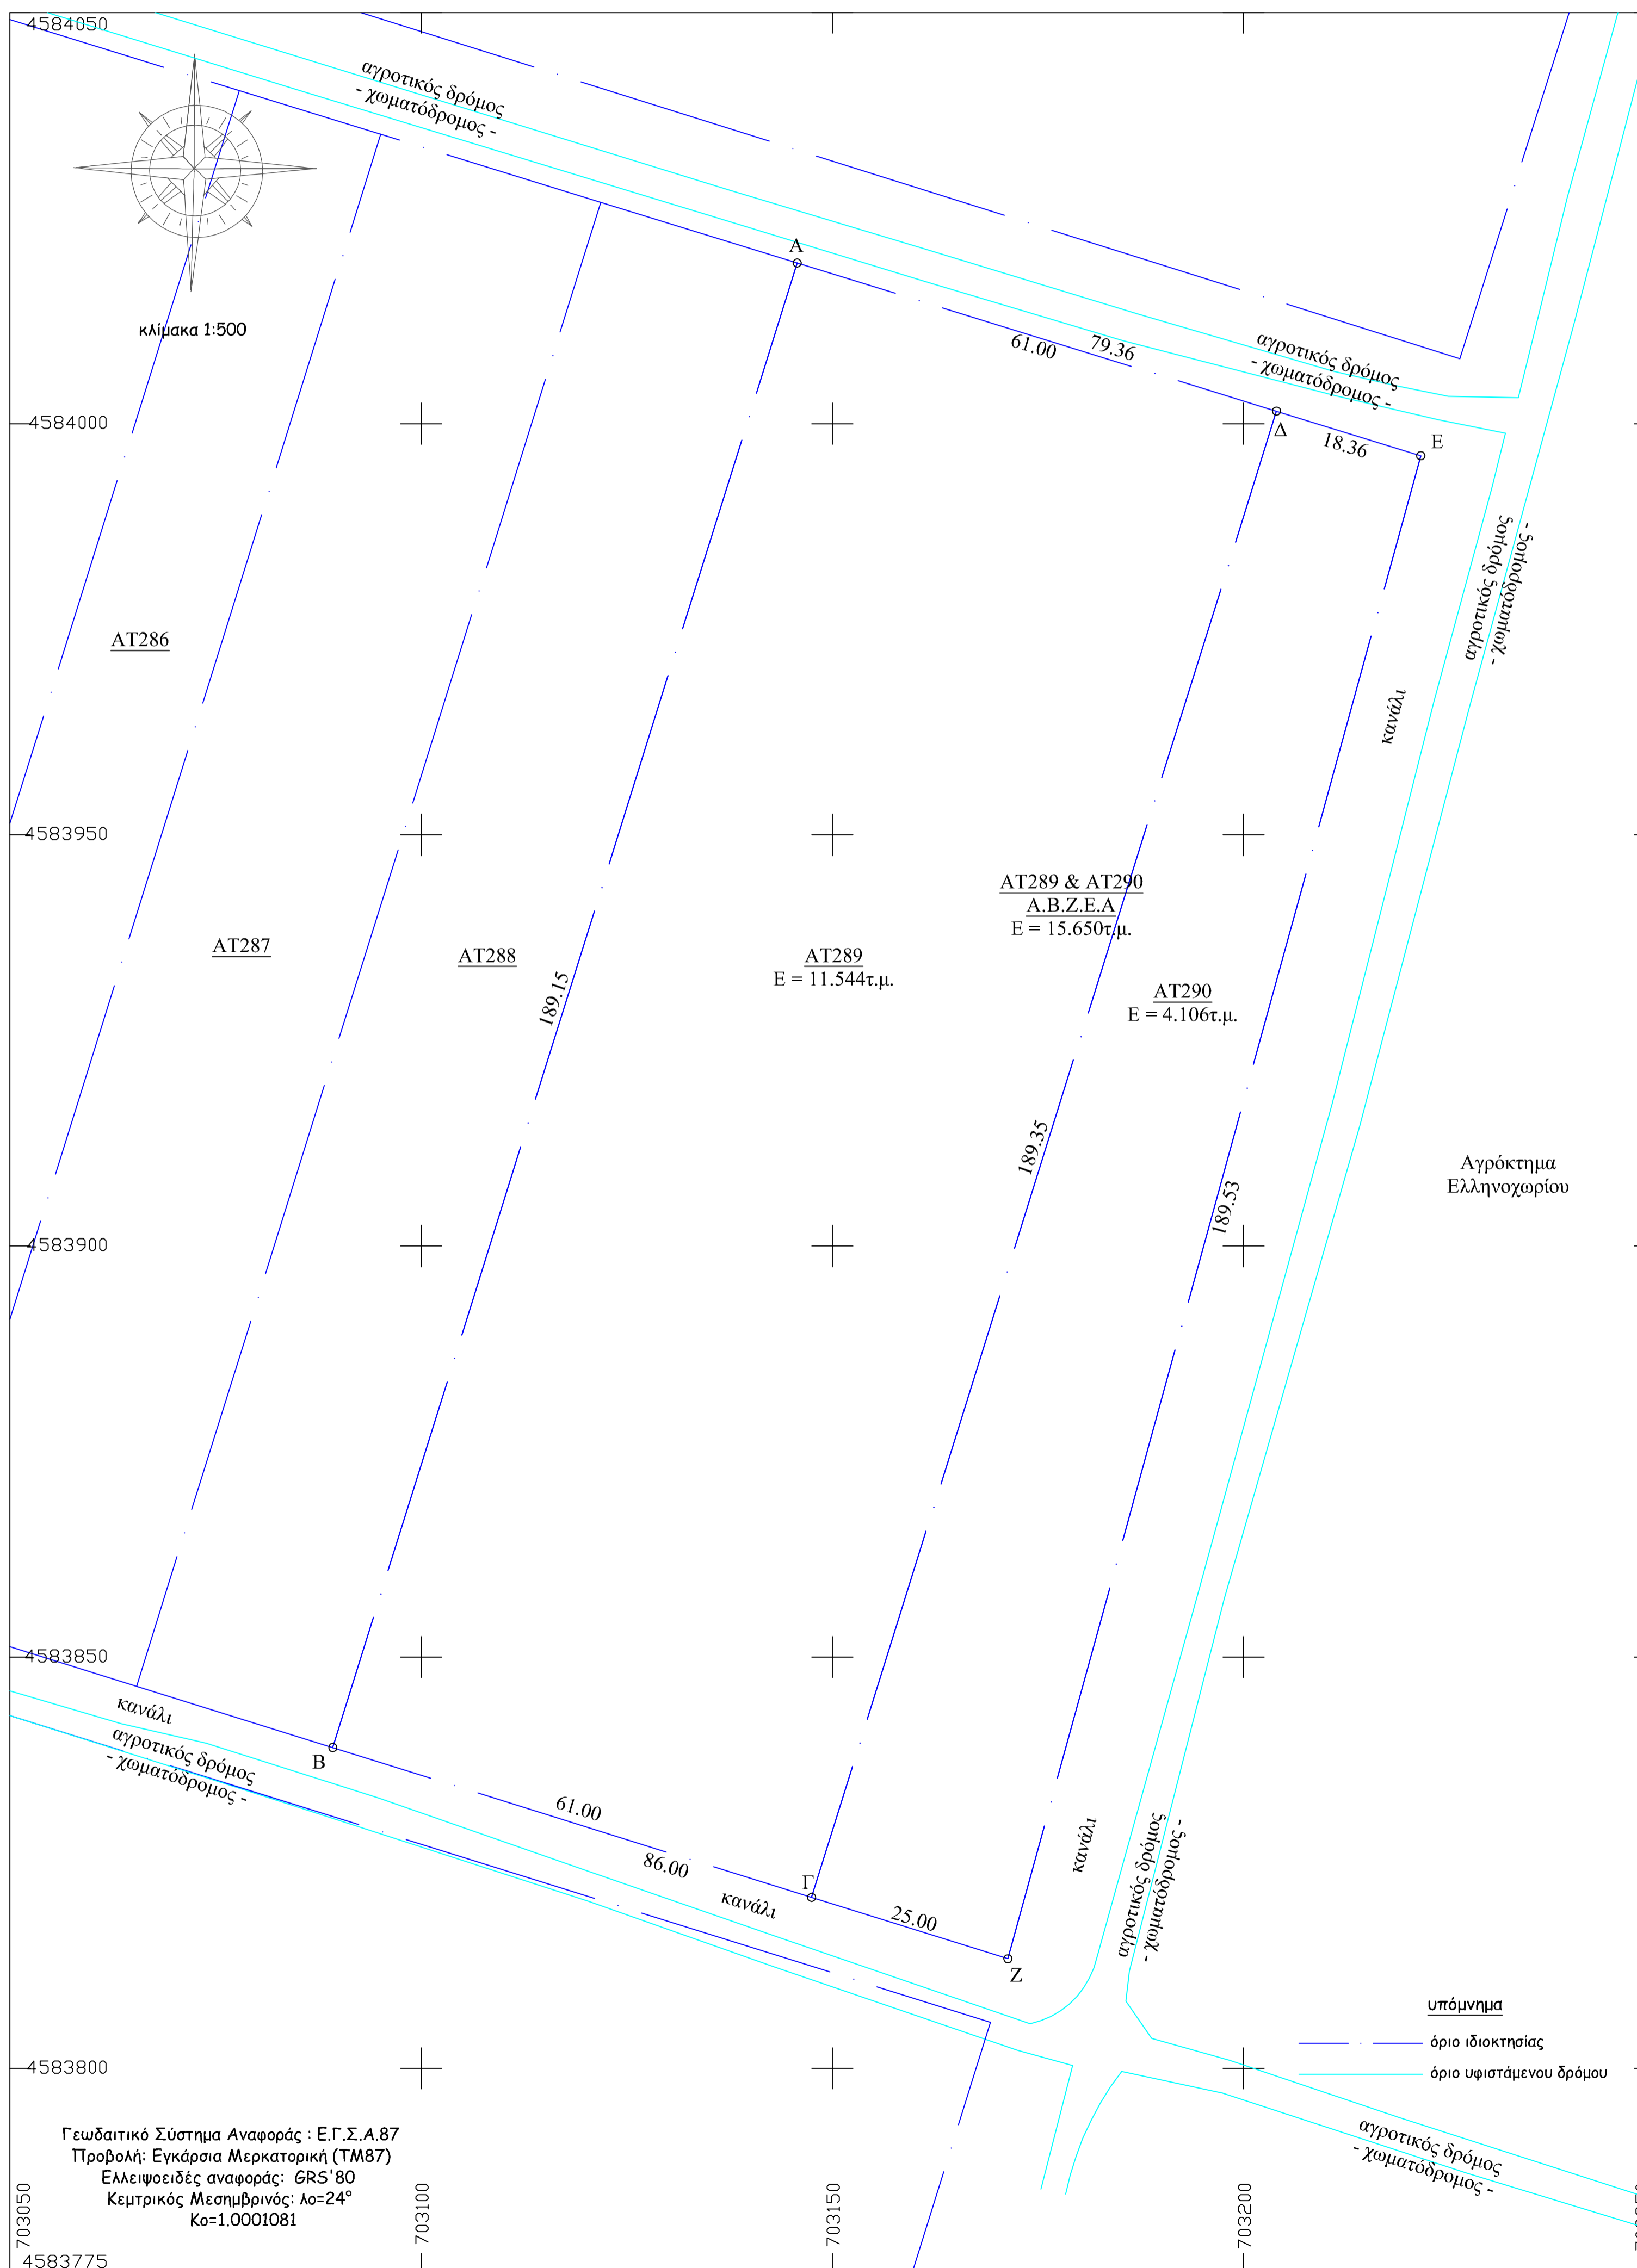 4584050
αγροτικός δρόμος
- χωματόδρομος -
κλίμακα 1:500
Α
61.00
79.36
αγροτικός δρόμος
- χωματόδρομος -
4584000
Δ
18.36
Ε
αγροτικός δρόμος
- χωματόδρομος -
ΑΤ286
κανάλι
4583950
ΑΤ289 & ΑΤ290
Α.Β.Ζ.Ε.Α
Ε = 15.650τ.μ.
ΑΤ287
ΑΤ288
ΑΤ289
Ε = 11.544τ.μ.
189.15
ΑΤ290
Ε = 4.106τ.μ.
189.35
189.53
Αγρόκτημα
Ελληνοχωρίου
4583900
4583850
κανάλι
αγροτικός δρόμος
- χωματόδρομος -
Β
61.00
86.00
Γ
κανάλι
25.00
Ζ
κανάλι
αγροτικός δρόμος
- χωματόδρομος -
υπόμνημα
όριο ιδιοκτησίας
όριο υφιστάμενου δρόμου
4583800
αγροτικός δρόμος
- χωματόδρομος -
Γεωδαιτικό Σύστημα Αναφοράς : Ε.Γ.Σ.Α.87
Προβολή: Εγκάρσια Μερκατορική (ΤΜ87)
Ελλειψοειδές αναφοράς: GRS'80
Κεμτρικός Μεσημβρινός: λο=24°
Κο=1.0001081
703050
703100
703150
703200
4583775